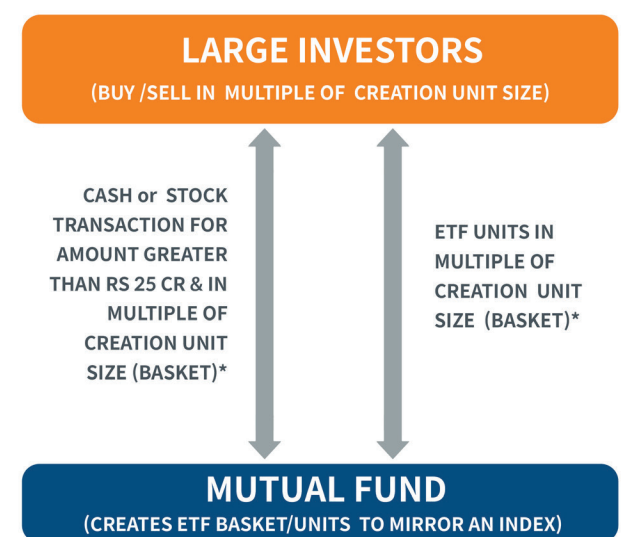 LARGE INVESTORS
(BUY /SELL IN MULTIPLE OF CREATION UNIT SIZE)
CASH or STOCK
TRANSACTION FOR
AMOUNT GREATER
THAN RS 25 CR & IN
MULTIPLE OF
CREATION UNIT
SIZE (BASKET)*
ETF UNITS IN
MULTIPLE OF
CREATION UNIT
SIZE (BASKET)*
MUTUAL FUND
(CREATES ETF BASKET/UNITS TO MIRROR AN INDEX)